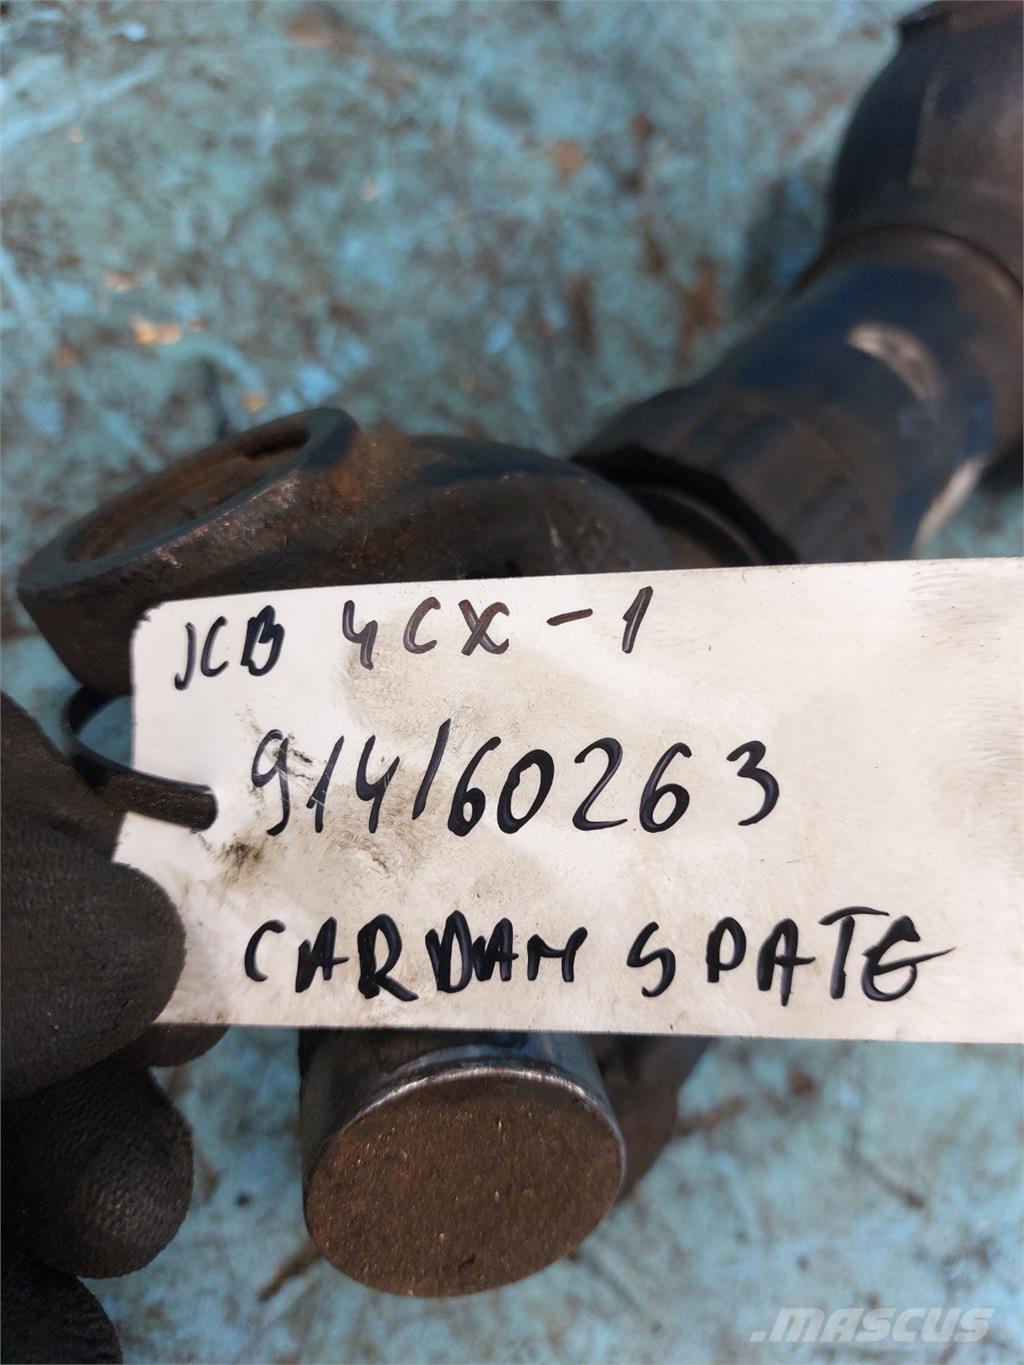 JCB 4CX-1
914/60263
CARDAN SPATE
MASCUS